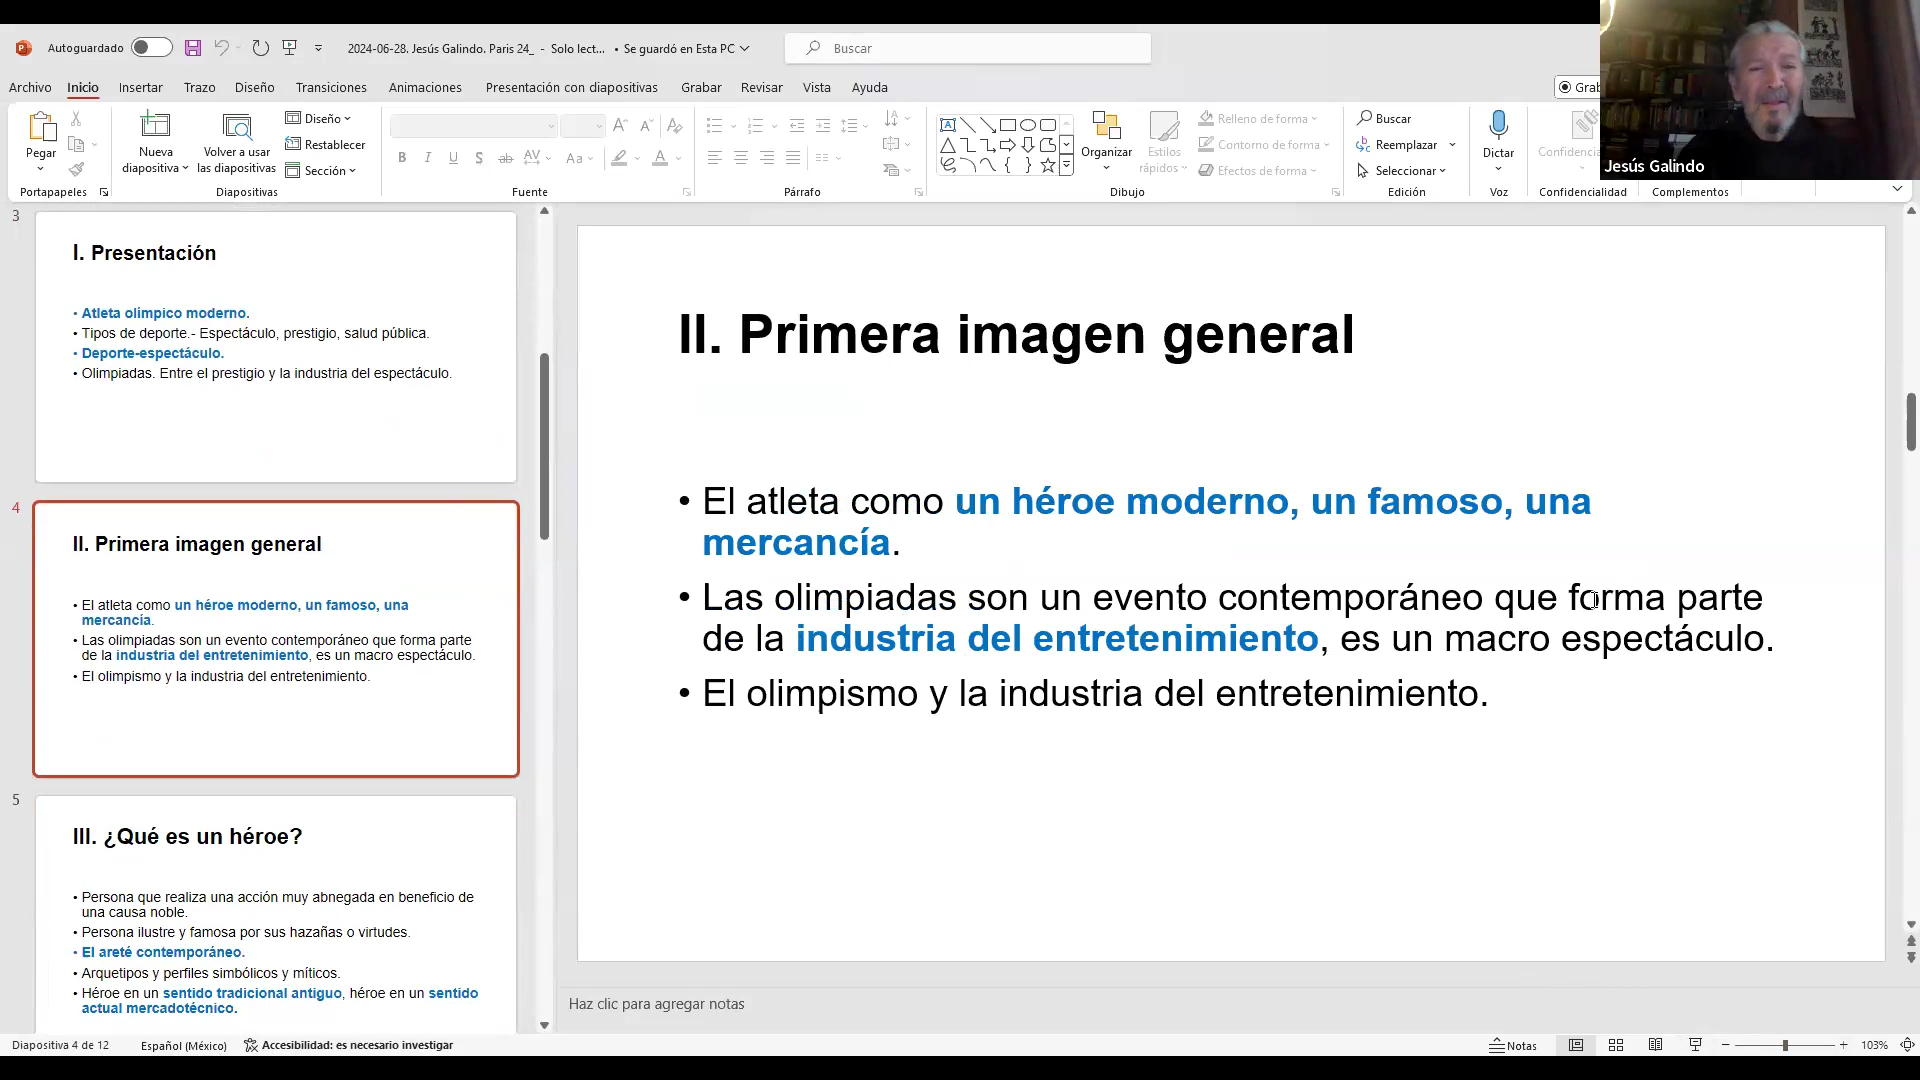 Autoguardado
2024-06-28. Jesús Galindo. Paris 24_ - Solo lect... • Se guardó en Esta PC
Buscar
Archivo Inicio Insertar Trazo Diseño Transiciones Animaciones Presentación con diapositivas Grabar Revisar Vista Ayuda
Pegar
Portapapeles
Nueva
diapositiva
Volver a usar
las diapositivas
Diseño
Restablecer
Sección
Diapositivas
Fuente
Párrafo
Organizar
Estilos
rápidos
Relleno de forma
Contorno de forma
Efectos de forma
Dibujo
Buscar
Reemplazar
Seleccionar
Edición
Dictar
Voz
Confidencialidad
Complementos
Jesús Galindo
3
I. Presentación
• Atleta olímpico moderno.
• Tipos de deporte.- Espectáculo, prestigio, salud pública.
• Deporte-espectáculo.
• Olimpiadas. Entre el prestigio y la industria del espectáculo.
4
II. Primera imagen general
• El atleta como un héroe moderno, un famoso, una
mercancía.
• Las olimpiadas son un evento contemporáneo que forma parte
de la industria del entretenimiento, es un macro espectáculo.
• El olimpismo y la industria del entretenimiento.
5
III. ¿Qué es un héroe?
• Persona que realiza una acción muy abnegada en beneficio de
una causa noble.
• Persona ilustre y famosa por sus hazañas o virtudes.
• El areté contemporáneo.
• Arquetipos y perfiles simbólicos y míticos.
• Héroe en un sentido tradicional antiguo, héroe en un sentido
actual mercadotécnico.
II. Primera imagen general
• El atleta como un héroe moderno, un famoso, una
mercancía.
• Las olimpiadas son un evento contemporáneo que forma parte
de la industria del entretenimiento, es un macro espectáculo.
• El olimpismo y la industria del entretenimiento.
Haz clic para agregar notas
Diapositiva 4 de 12
Español (México)
Accesibilidad: es necesario investigar
Notas
103%